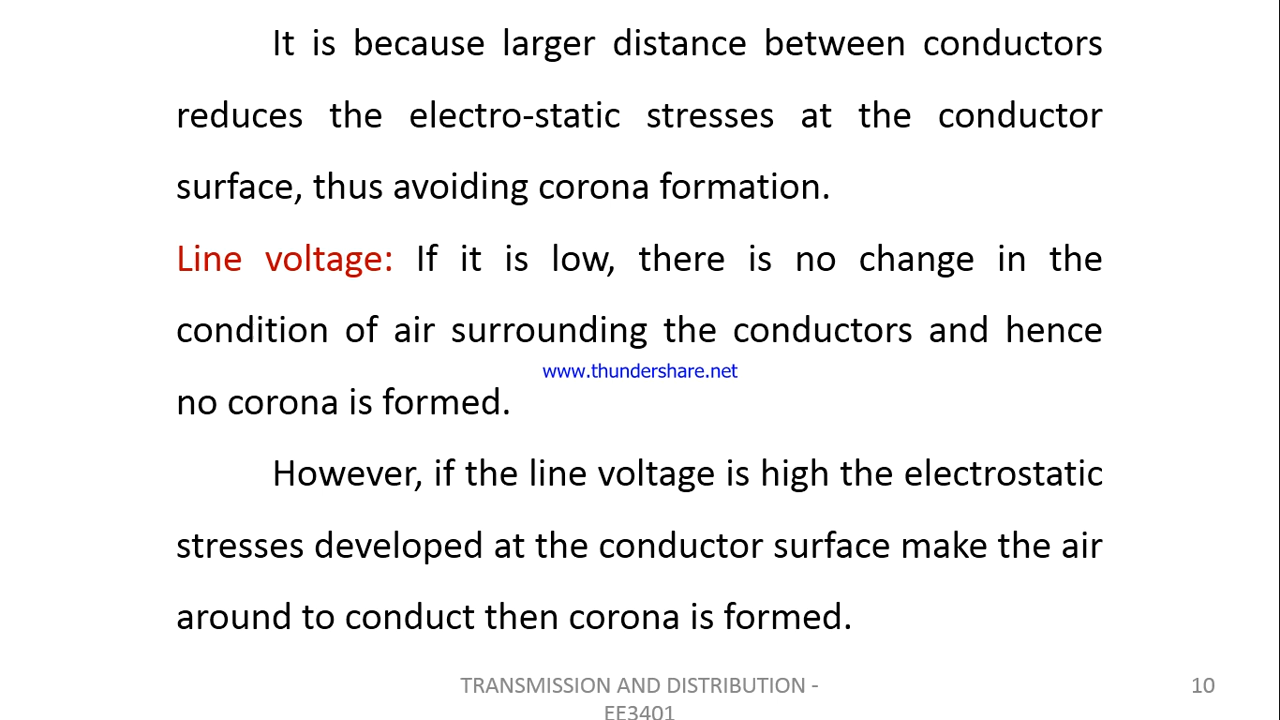 It is because larger distance between conductors
reduces the electro-static stresses at the conductor
surface, thus avoiding corona formation.
Line voltage: If it is low, there is no change in the
condition of air surrounding the conductors and hence
www.thundershare.net
no corona is formed.
However, if the line voltage is high the electrostatic
stresses developed at the conductor surface make the air
around to conduct then corona is formed.
TRANSMISSION AND DISTRIBUTION -
EE3401
10